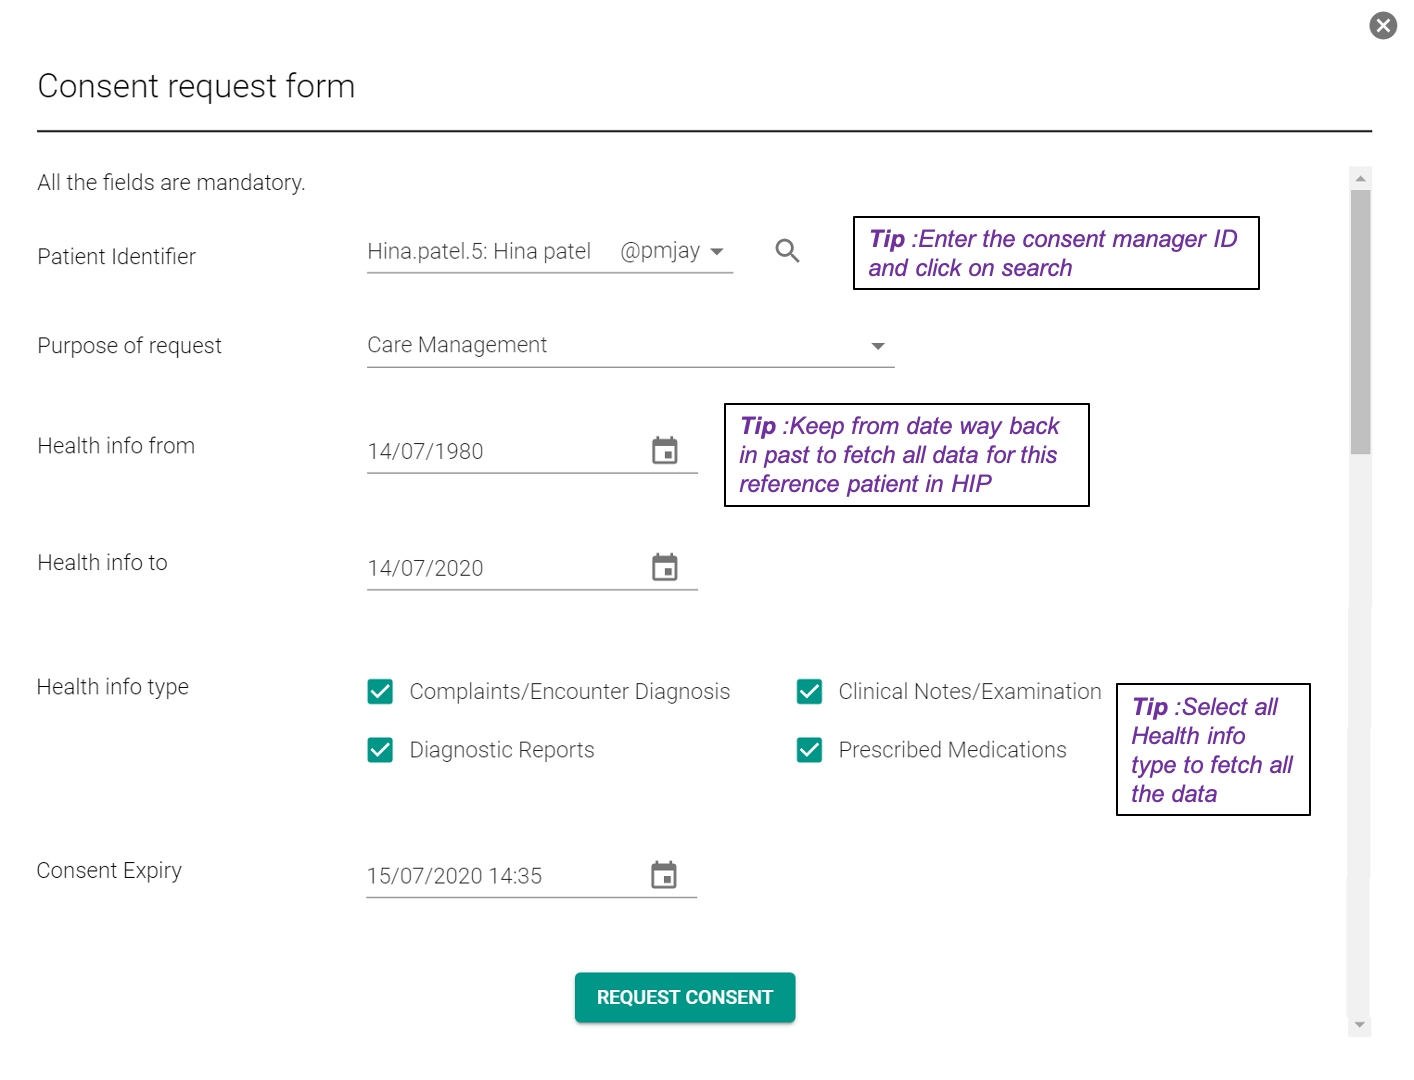 Consent request form
All the fields are mandatory.
Patient Identifier
Hina.patel.5: Hina patel @pmjay
Tip :Enter the consent manager ID
and click on search
Purpose of request
Care Management
Health info from
14/07/1980
Tip :Keep from date way back
in past to fetch all data for this
reference patient in HIP
Health info to
14/07/2020
Health info type
Complaints/Encounter Diagnosis
Clinical Notes/Examination
Diagnostic Reports
Prescribed Medications
Tip :Select all
Health info
type to fetch all
the data
Consent Expiry
15/07/2020 14:35
REQUEST CONSENT